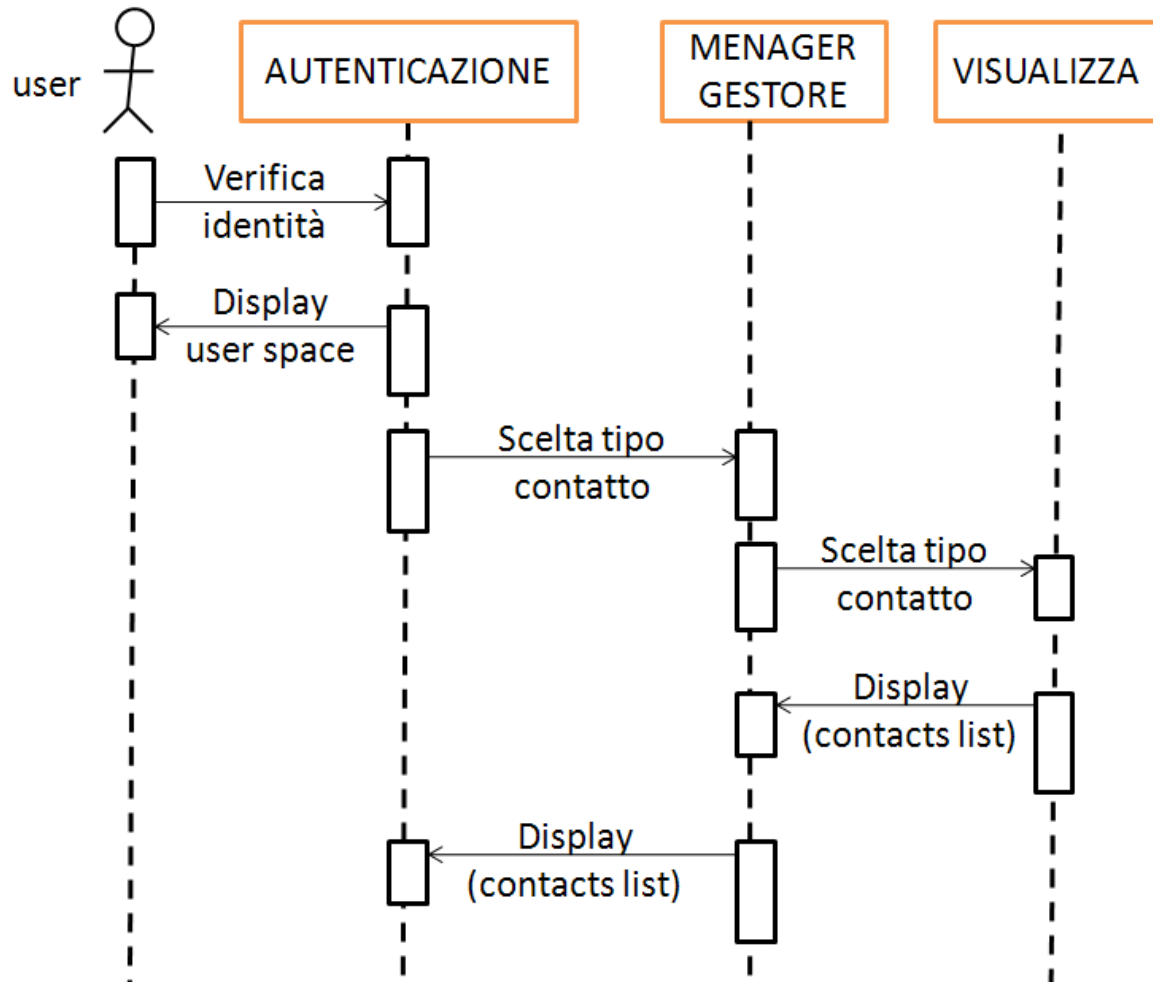 user
AUTENTICAZIONE
MENAGER
GESTORE
VISUALIZZA
Verifica
identità
Display
user space
Scelta tipo
contatto
Scelta tipo
contatto
Display
(contacts list)
Display
(contacts list)